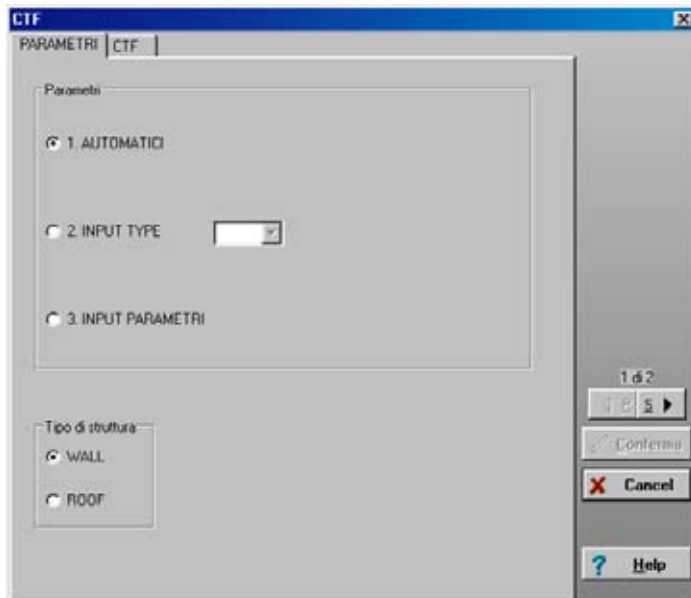 CTF
PARAMETRI CTF
Parametri
1. AUTOMATICI
2. INPUT TYPE
3. INPUT PARAMETRI
Tipo di struttura
WALL
ROOF
1 di 2
S
Conferma
Cancel
Help